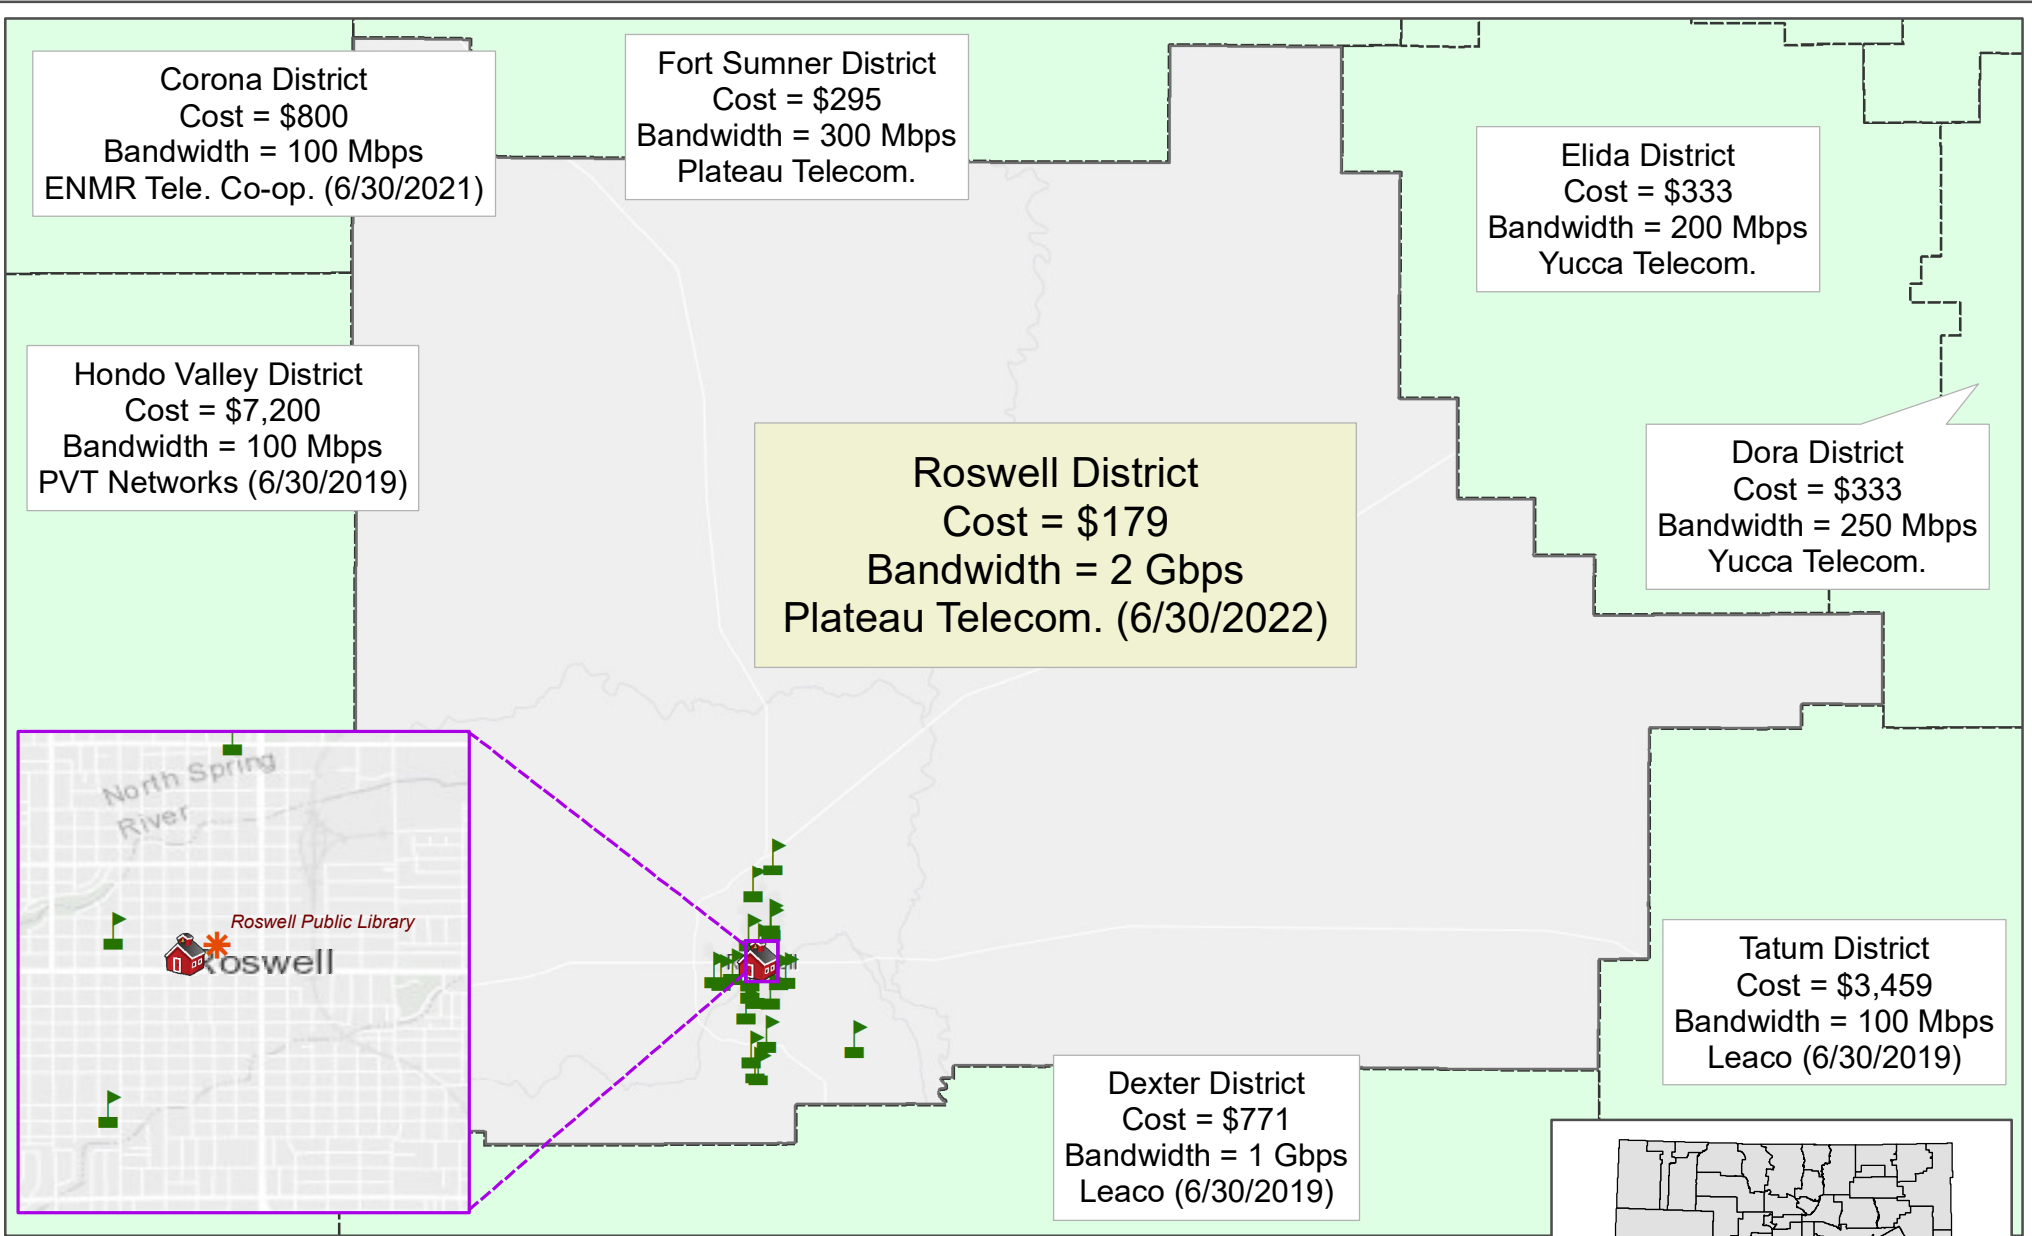 Corona District
Cost = $800
Bandwidth = 100 Mbps
ENMR Tele. Co-op. (6/30/2021)
Fort Sumner District
Cost = $295
Bandwidth = 300 Mbps
Plateau Telecom.
Elida District
Cost = $333
Bandwidth = 200 Mbps
Yucca Telecom.
Hondo Valley District
Cost = $7,200
Bandwidth = 100 Mbps
PVT Networks (6/30/2019)
Roswell District
Cost = $179
Bandwidth = 2 Gbps
Plateau Telecom. (6/30/2022)
Dora District
Cost = $333
Bandwidth = 250 Mbps
Yucca Telecom.
North Spring
River
Roswell Public Library
Roswell
Tatum District
Cost = $3,459
Bandwidth = 100 Mbps
Leaco (6/30/2019)
Dexter District
Cost = $771
Bandwidth = 1 Gbps
Leaco (6/30/2019)